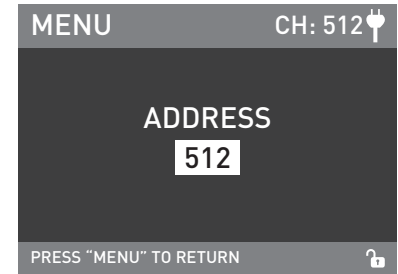 MENU CH: 512
ADDRESS
512
PRESS “MENU” TO RETURN